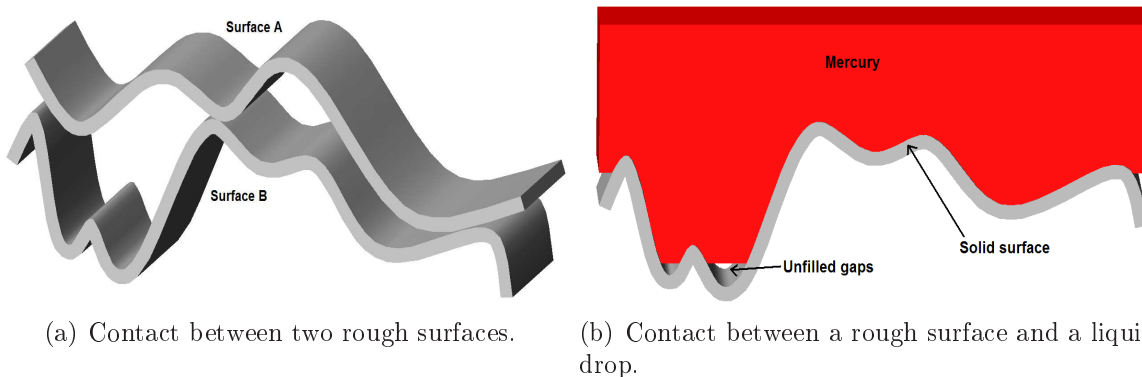 Surface A
Surface B
Mercury
Solid surface
Unfilled gaps
(a) Contact between two rough surfaces.
(b) Contact between a rough surface and a liqui
drop.